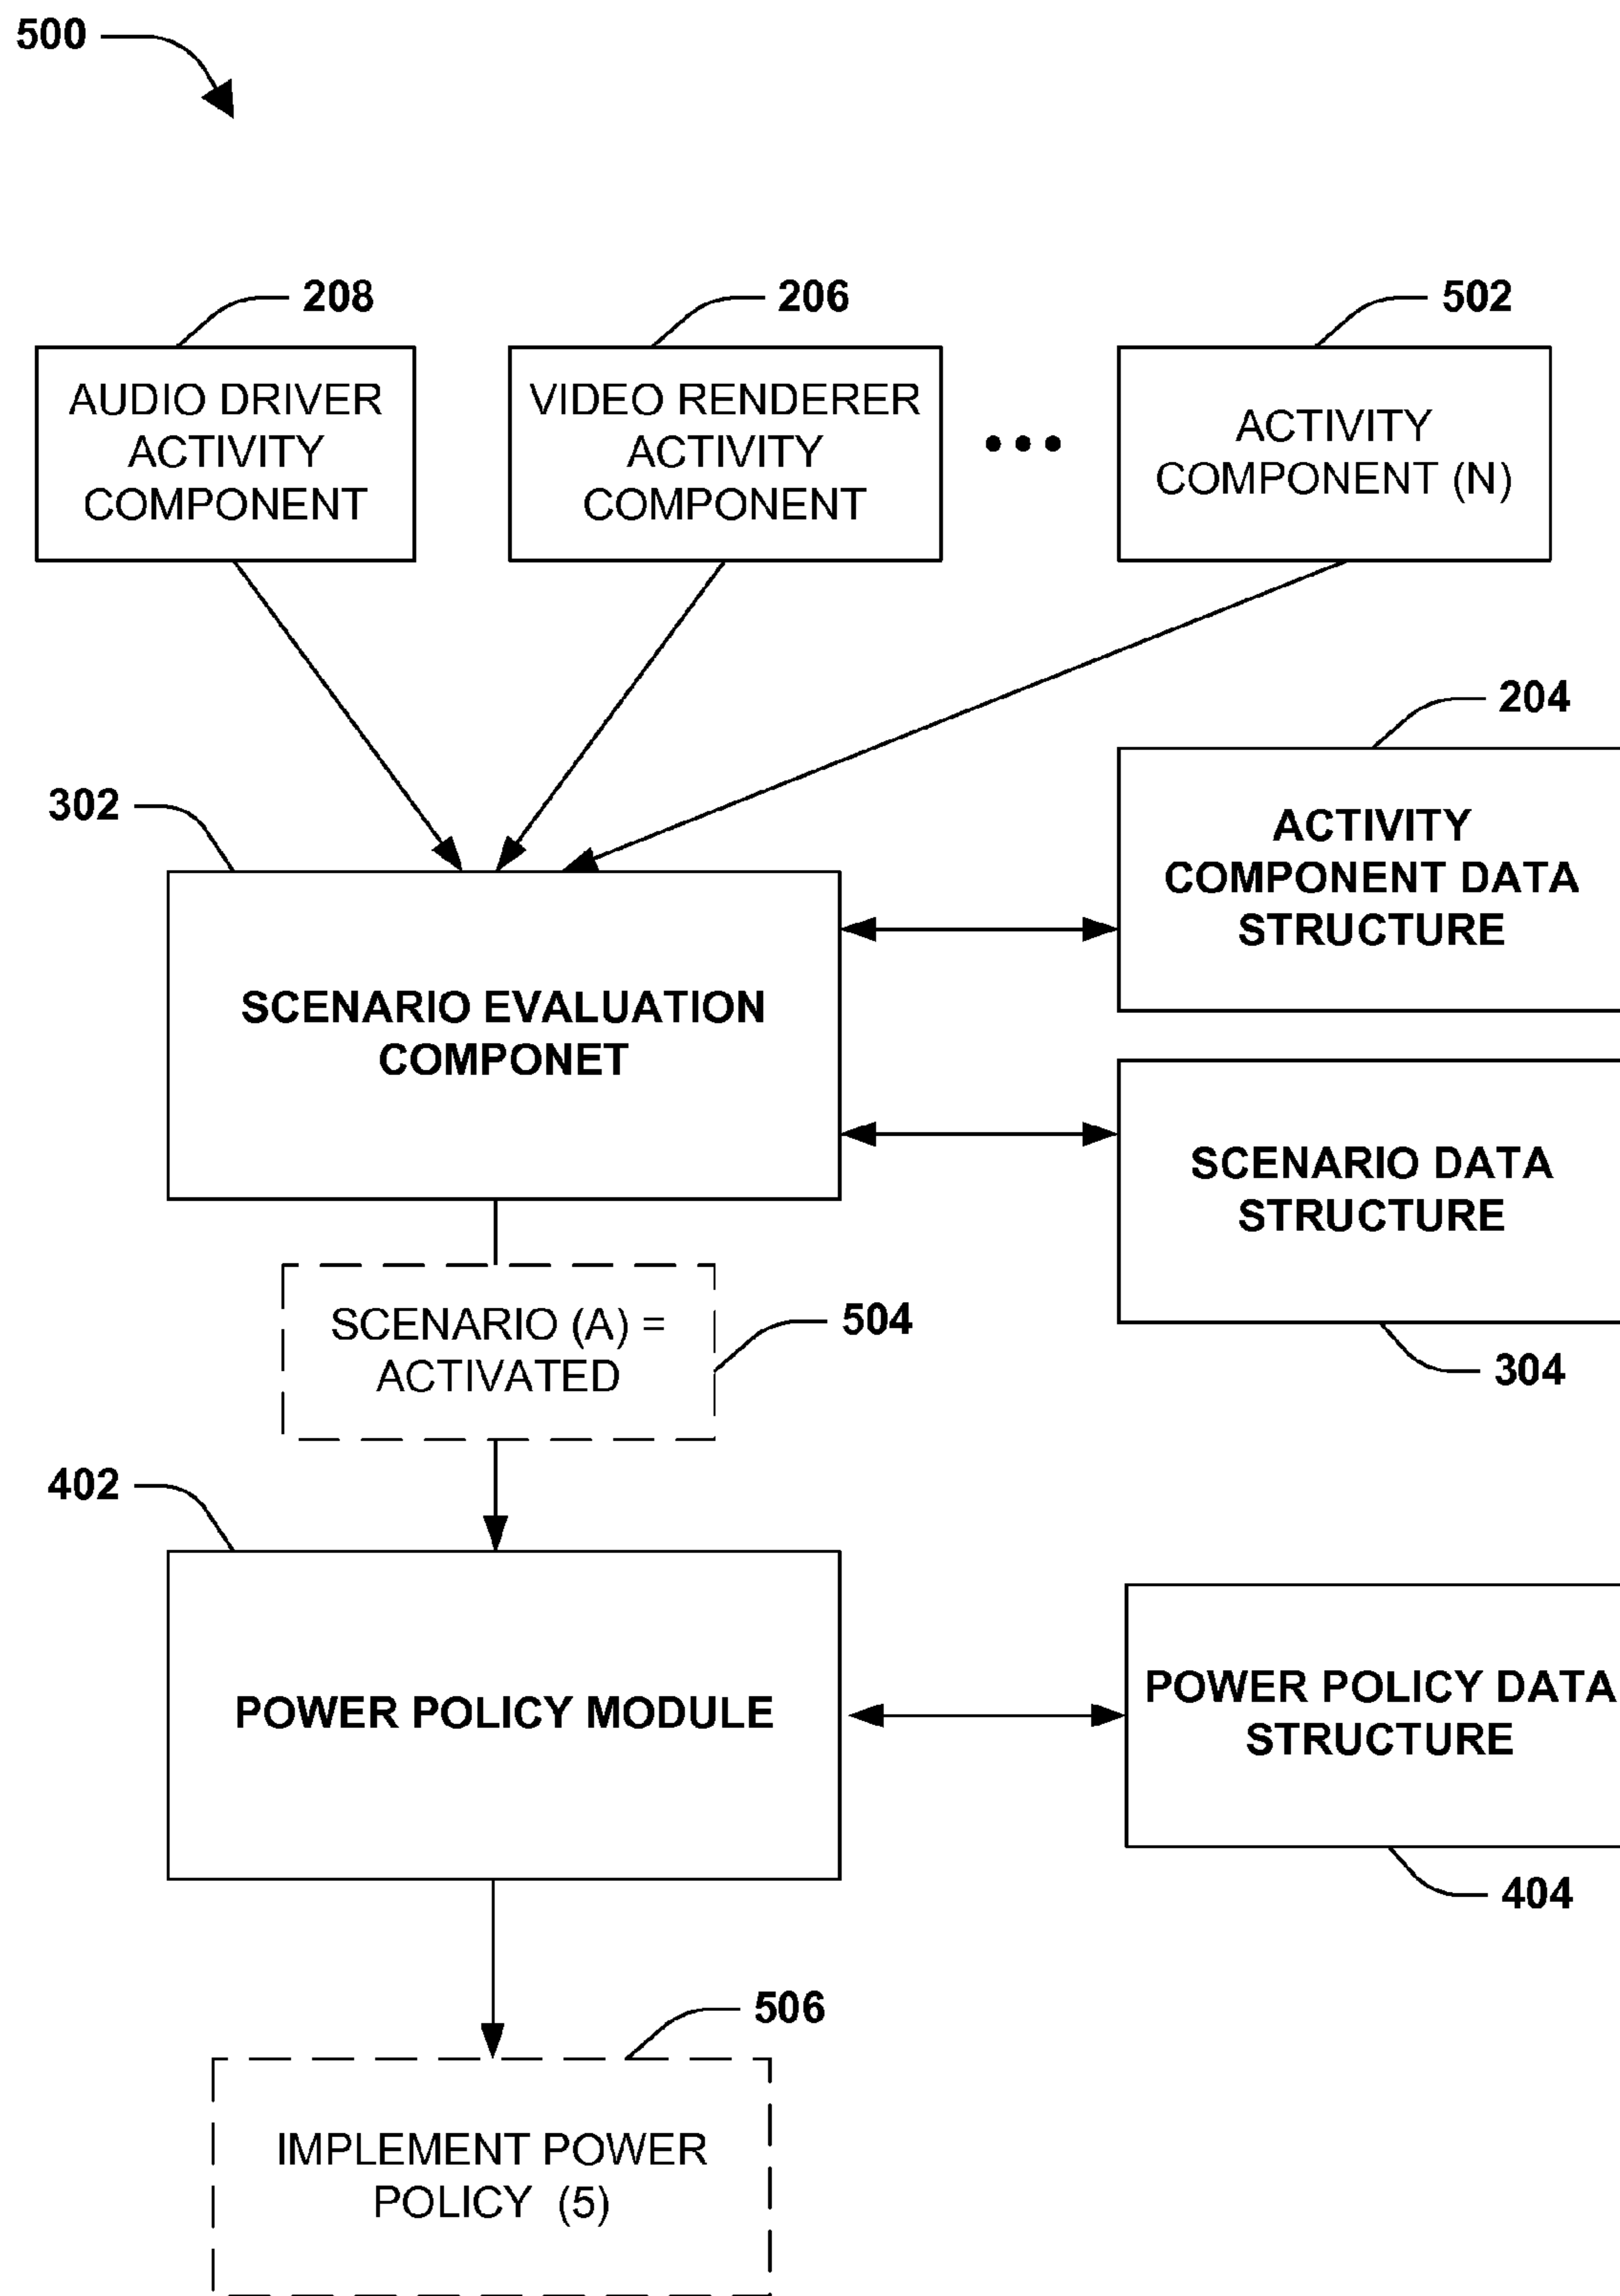 500
208
206
502
AUDIO DRIVER
ACTIVITY
COMPONENT
VIDEO RENDERER
ACTIVITY
COMPONENT
ACTIVITY
COMPONENT (N)
204
302
ACTIVITY
COMPONENT DATA
STRUCTURE
SCENARIO EVALUATION
COMPONET
SCENARIO DATA
STRUCTURE
304
SCENARIO (A) =
ACTIVATED
504
402
POWER POLICY MODULE
POWER POLICY DATA
STRUCTURE
404
506
IMPLEMENT POWER
POLICY (5)